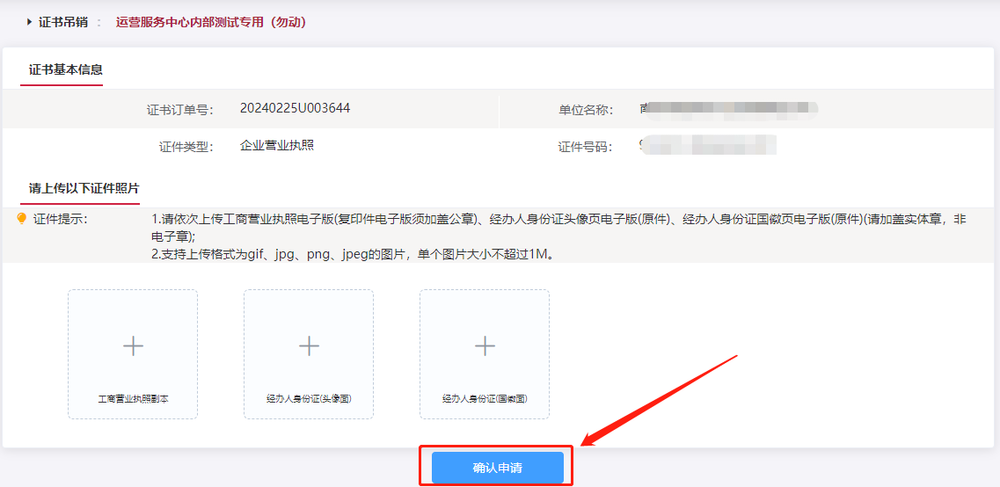 证书吊销 : 运营服务中心内部测试专用（勿动）
证书基本信息
证书订单号: 20240225U003644 单位名称: 南
证件类型: 企业营业执照 证件号码: 9
请上传以下证件照片
证件提示: 1.请依次上传工商营业执照电子版(复印件电子版须加盖公章)、经办人身份证头像页电子版(原件)、经办人身份证国徽页电子版(原件)(请加盖实体章，非
电子章);
2.支持上传格式为gif、jpg、png、jpeg的图片，单个图片大小不超过1M。
工商营业执照副本 经办人身份证(头像面) 经办人身份证(国徽面)
确认申请